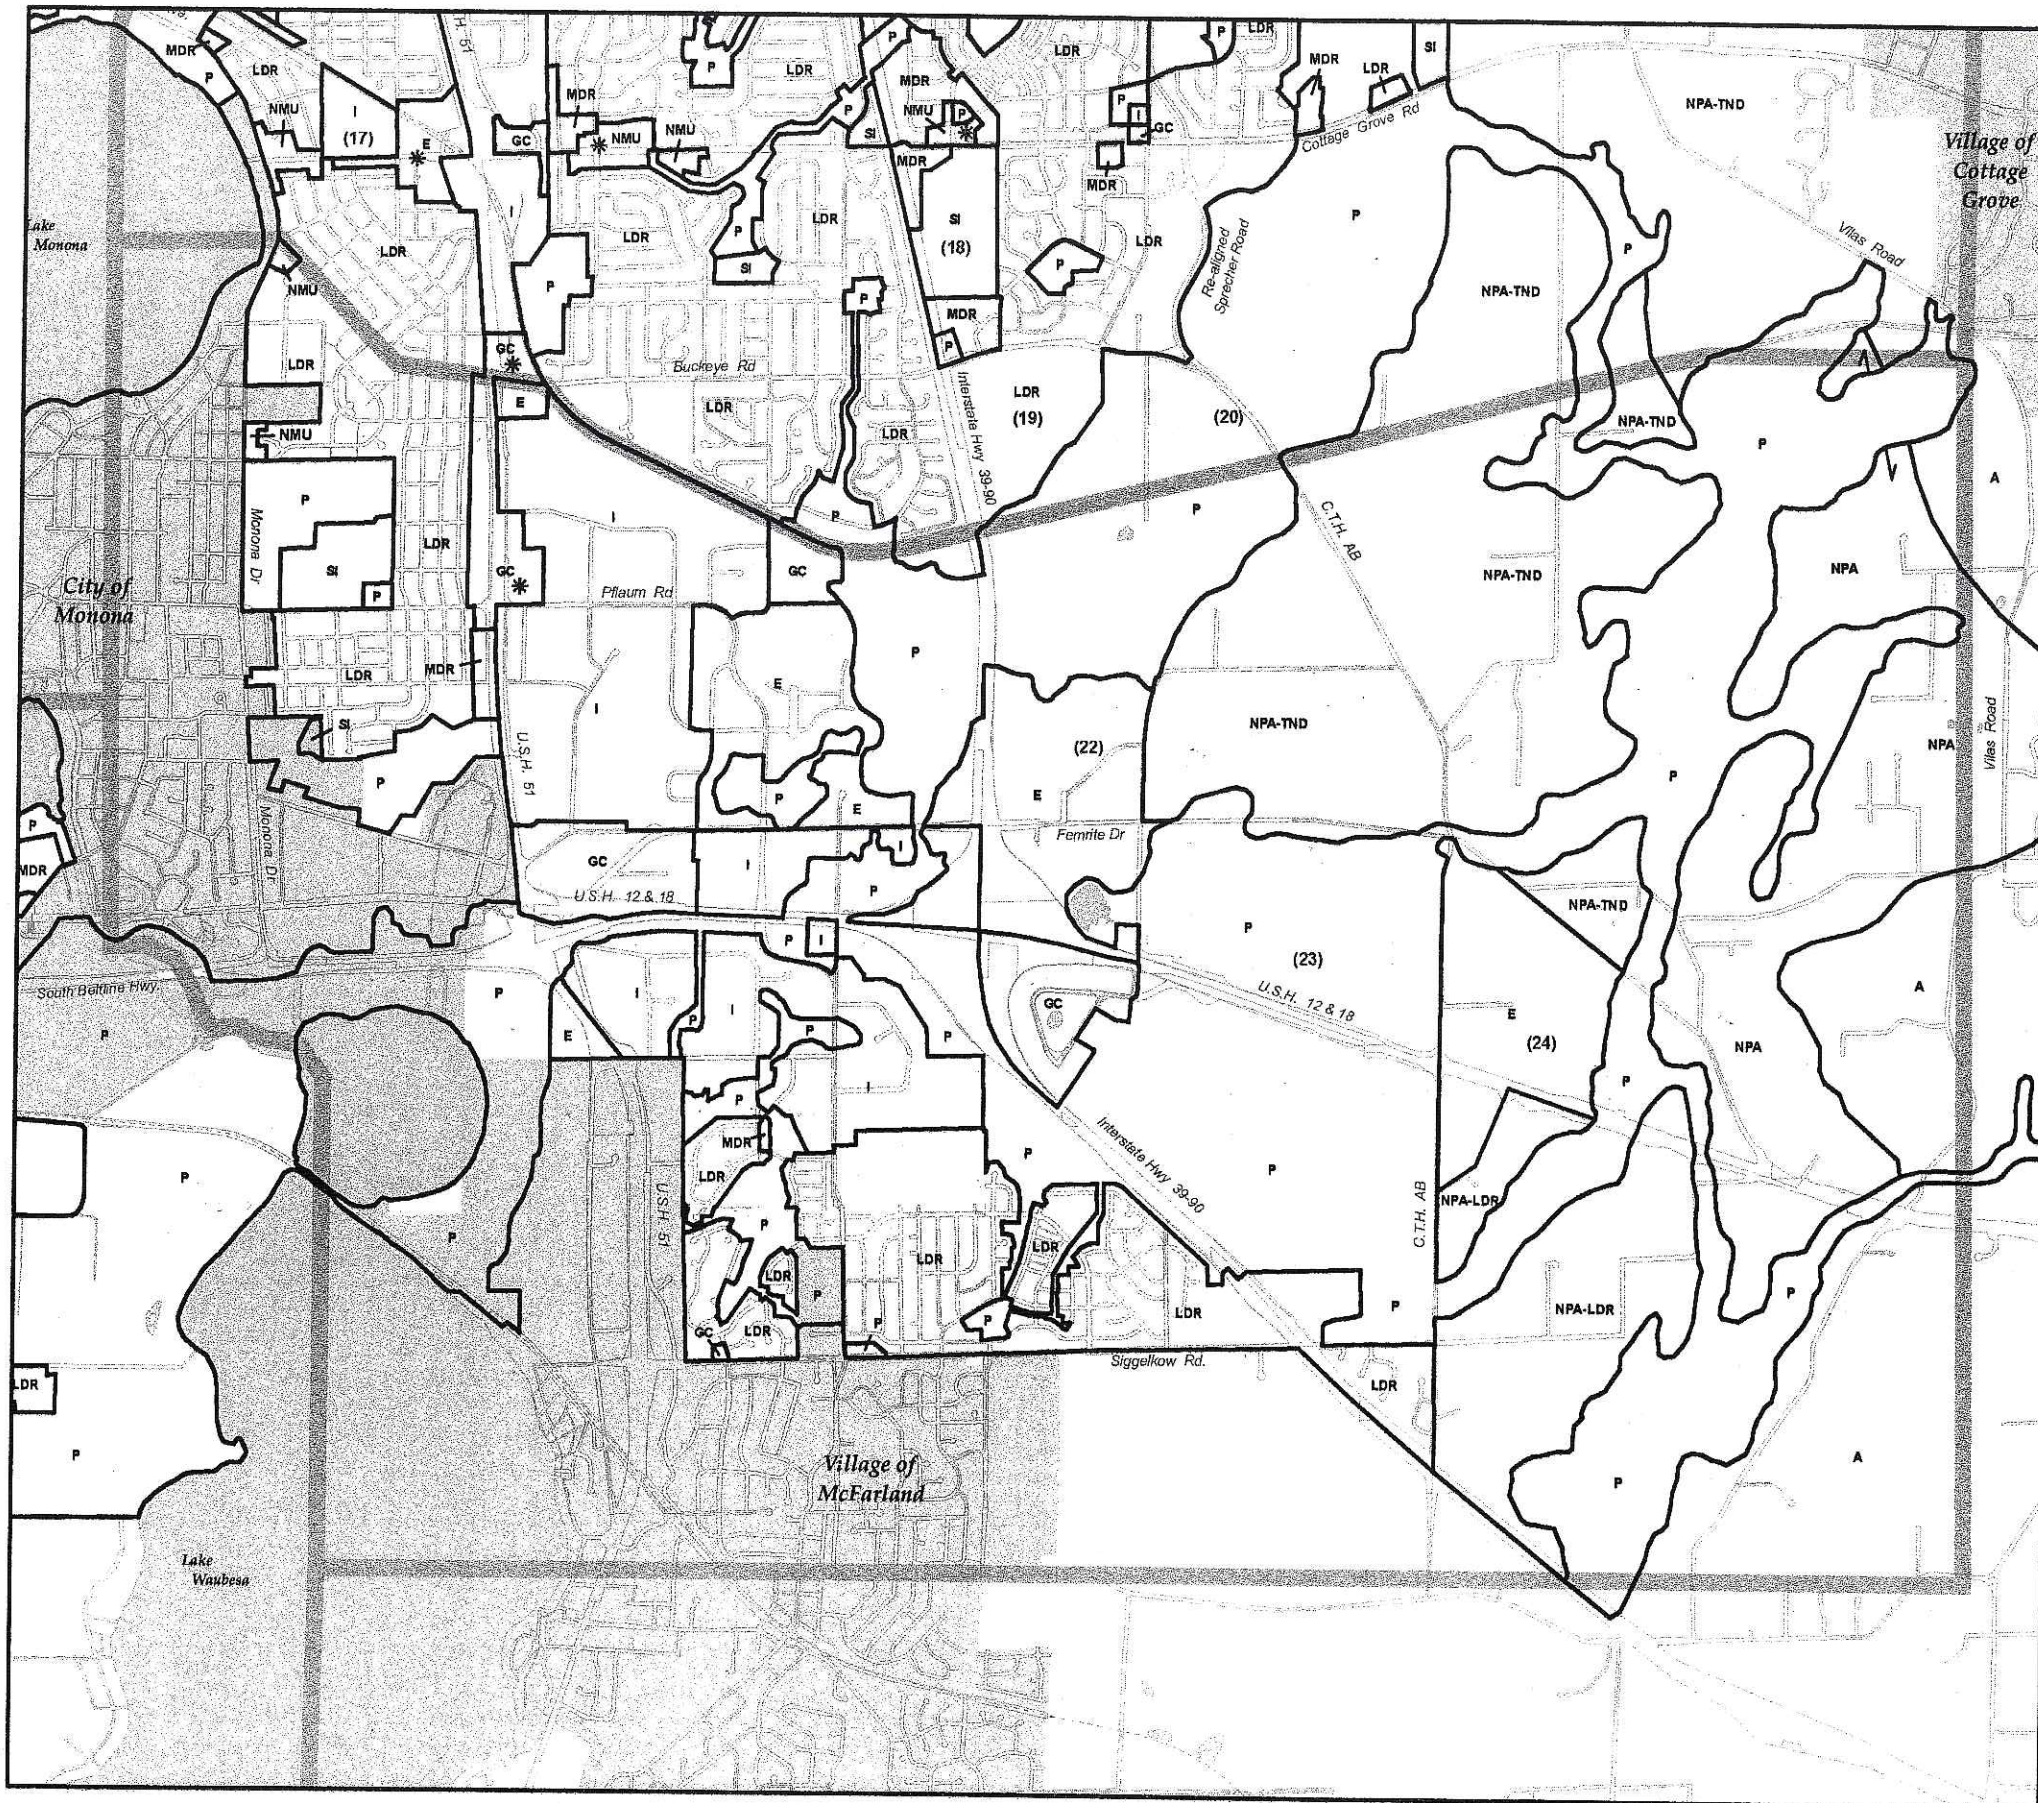 MDR
P
LDR
NMU
I
(17)
E
H. 51
MDR
GC
NMU
NMU
P
LDR
P
P
SI
MDR
NMU
P
LDR
P
LDR
P
I
GC
MDR
MDR
LDR
SI
Cottage Grove Rd
NPA-TND
Village of
Cottage
Grove
Vilas Road
Lake
Monona
LDR
NMU
I
LDR
P
P
SI
LDR
MDR
SI
(18)
P
LDR
Re-aligned
Sprecher Road
P
NPA-TND
P
LDR
GC
E
Buckeye Rd
LDR
P
LDR
MDR
P
Interstate Hwy 39-90
LDR
(19)
(20)
NPA-TND
P
A
NMU
P
Monona Dr
SI
P
LDR
GC
I
P
GC
Pflaum Rd
P
C.T.H. AB
NPA-TND
NPA
City of
Monona
LDR
MDR
SI
P
I
E
P
P
E
(22)
E
NPA-TND
P
NPA
Vilas Road
U.S.H. 51
Monona Dr.
P
MDR
GC
U.S.H. 12 & 18
I
I
P
Femrite Dr
P
(23)
U.S.H. 12 & 18
NPA-TND
E
(24)
NPA
A
P
South Beltline Hwy.
P
P
E
I
P
I
P
I
P
P
I
GC
P
MDR
LDR
P
U.S.H. 51
LDR
P
GC
LDR
P
LDR
P
P
LDR
Interstate Hwy 39-90
P
LDR
C.T.H. AB
P
NPA-LDR
NPA-LDR
P
Siggelkow Rd.
LDR
P
P
LDR
P
P
A
Village of
McFarland
Lake
Waubesa